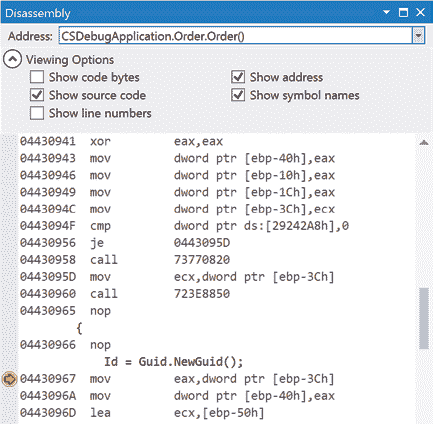 Disassembly
Address: CSDebugApplication.Order.Order()
Viewing Options
Show code bytes Show address
Show source code Show symbol names
Show line numbers
04430941 xor eax,eax
04430943 mov dword ptr [ebp-40h],eax
04430946 mov dword ptr [ebp-10h],eax
04430949 mov dword ptr [ebp-1Ch],eax
0443094C mov dword ptr [ebp-3Ch],ecx
0443094F cmp dword ptr ds:[29242A8h],0
04430956 je 0443095D
04430958 call 73770820
0443095D mov ecx,dword ptr [ebp-3Ch]
04430960 call 723E8850
04430965 nop
{
04430966 nop
Id = Guid.NewGuid();
04430967 mov eax,dword ptr [ebp-3Ch]
0443096A mov dword ptr [ebp-40h],eax
0443096D lea ecx,[ebp-50h]